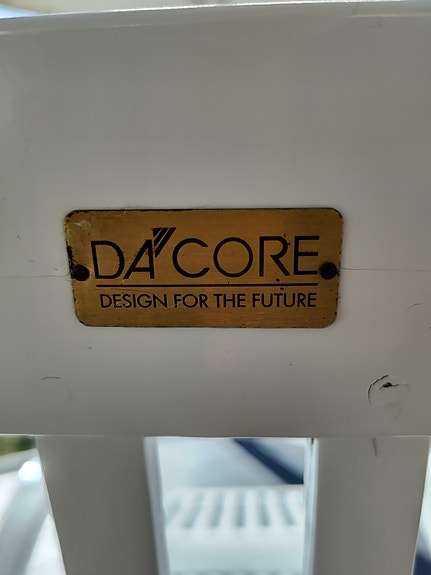 DA'CORE
DESIGN FOR THE FUTURE